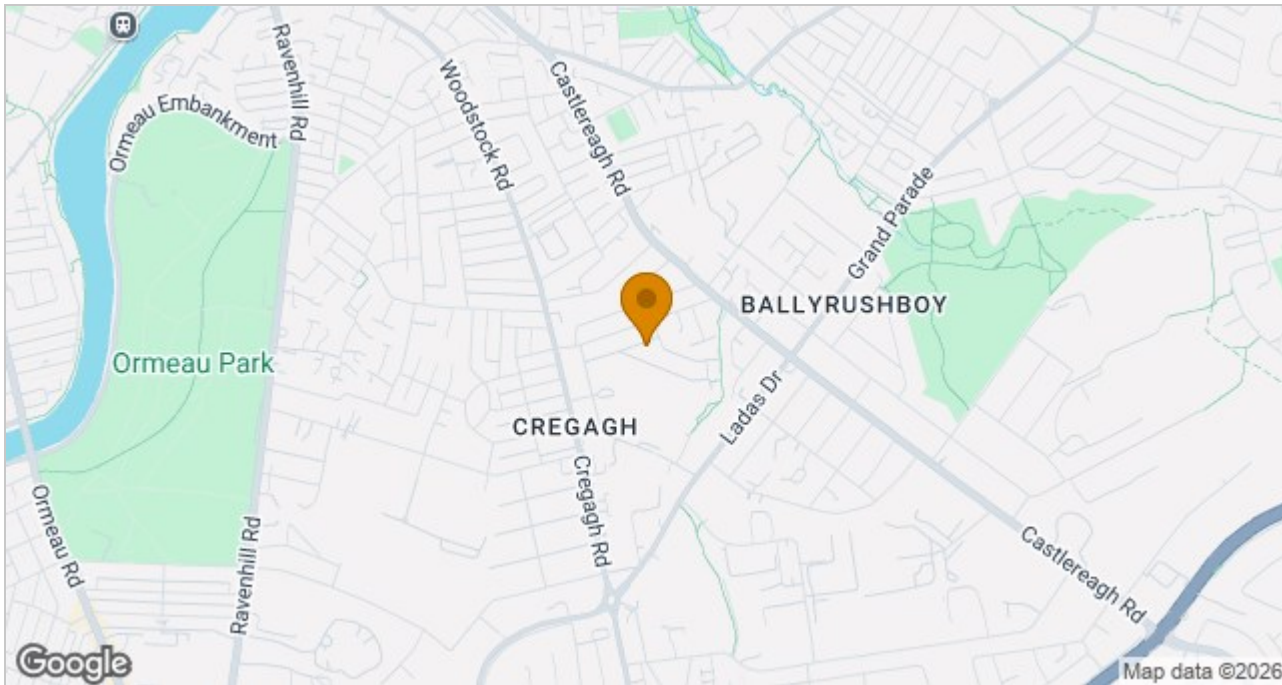 Ravenhill Rd
Woodstock Rd
Castlereagh Rd
Ormeau Embankment
Grand Parade
BALLYRUSHBOY
Ormeau Park
Ladas Dr
CREGAGH
Cregagh Rd
Ormeau Rd
Ravenhill Rd
Castlereagh Rd
Google
Map data ©2026